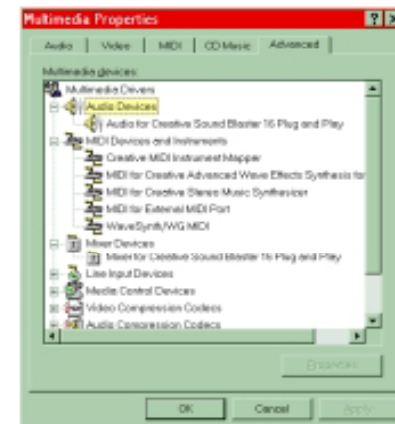 Multimedia Properties
Audio
Video
MIDI
CD Music
Advanced
Multimedia devices:
Multimedia Drivers
Audio Devices
Audio for Creative Sound Blaster 16 Plug and Play
MIDI Devices and Instruments
Creative MIDI Instrument Mapper
MIDI for Creative Advanced Wave Effects Synthesis for
MIDI for Creative Stereo Music Synthesizer
MIDI for External MIDI Port
WaveSynth/WG MIDI
Mixer Devices
Mixer for Creative Sound Blaster 16 Plug and Play
Line Input Devices
Media Control Devices
Video Compression Codecs
Audio Compression Codecs
Properties
OK
Cancel
Apply